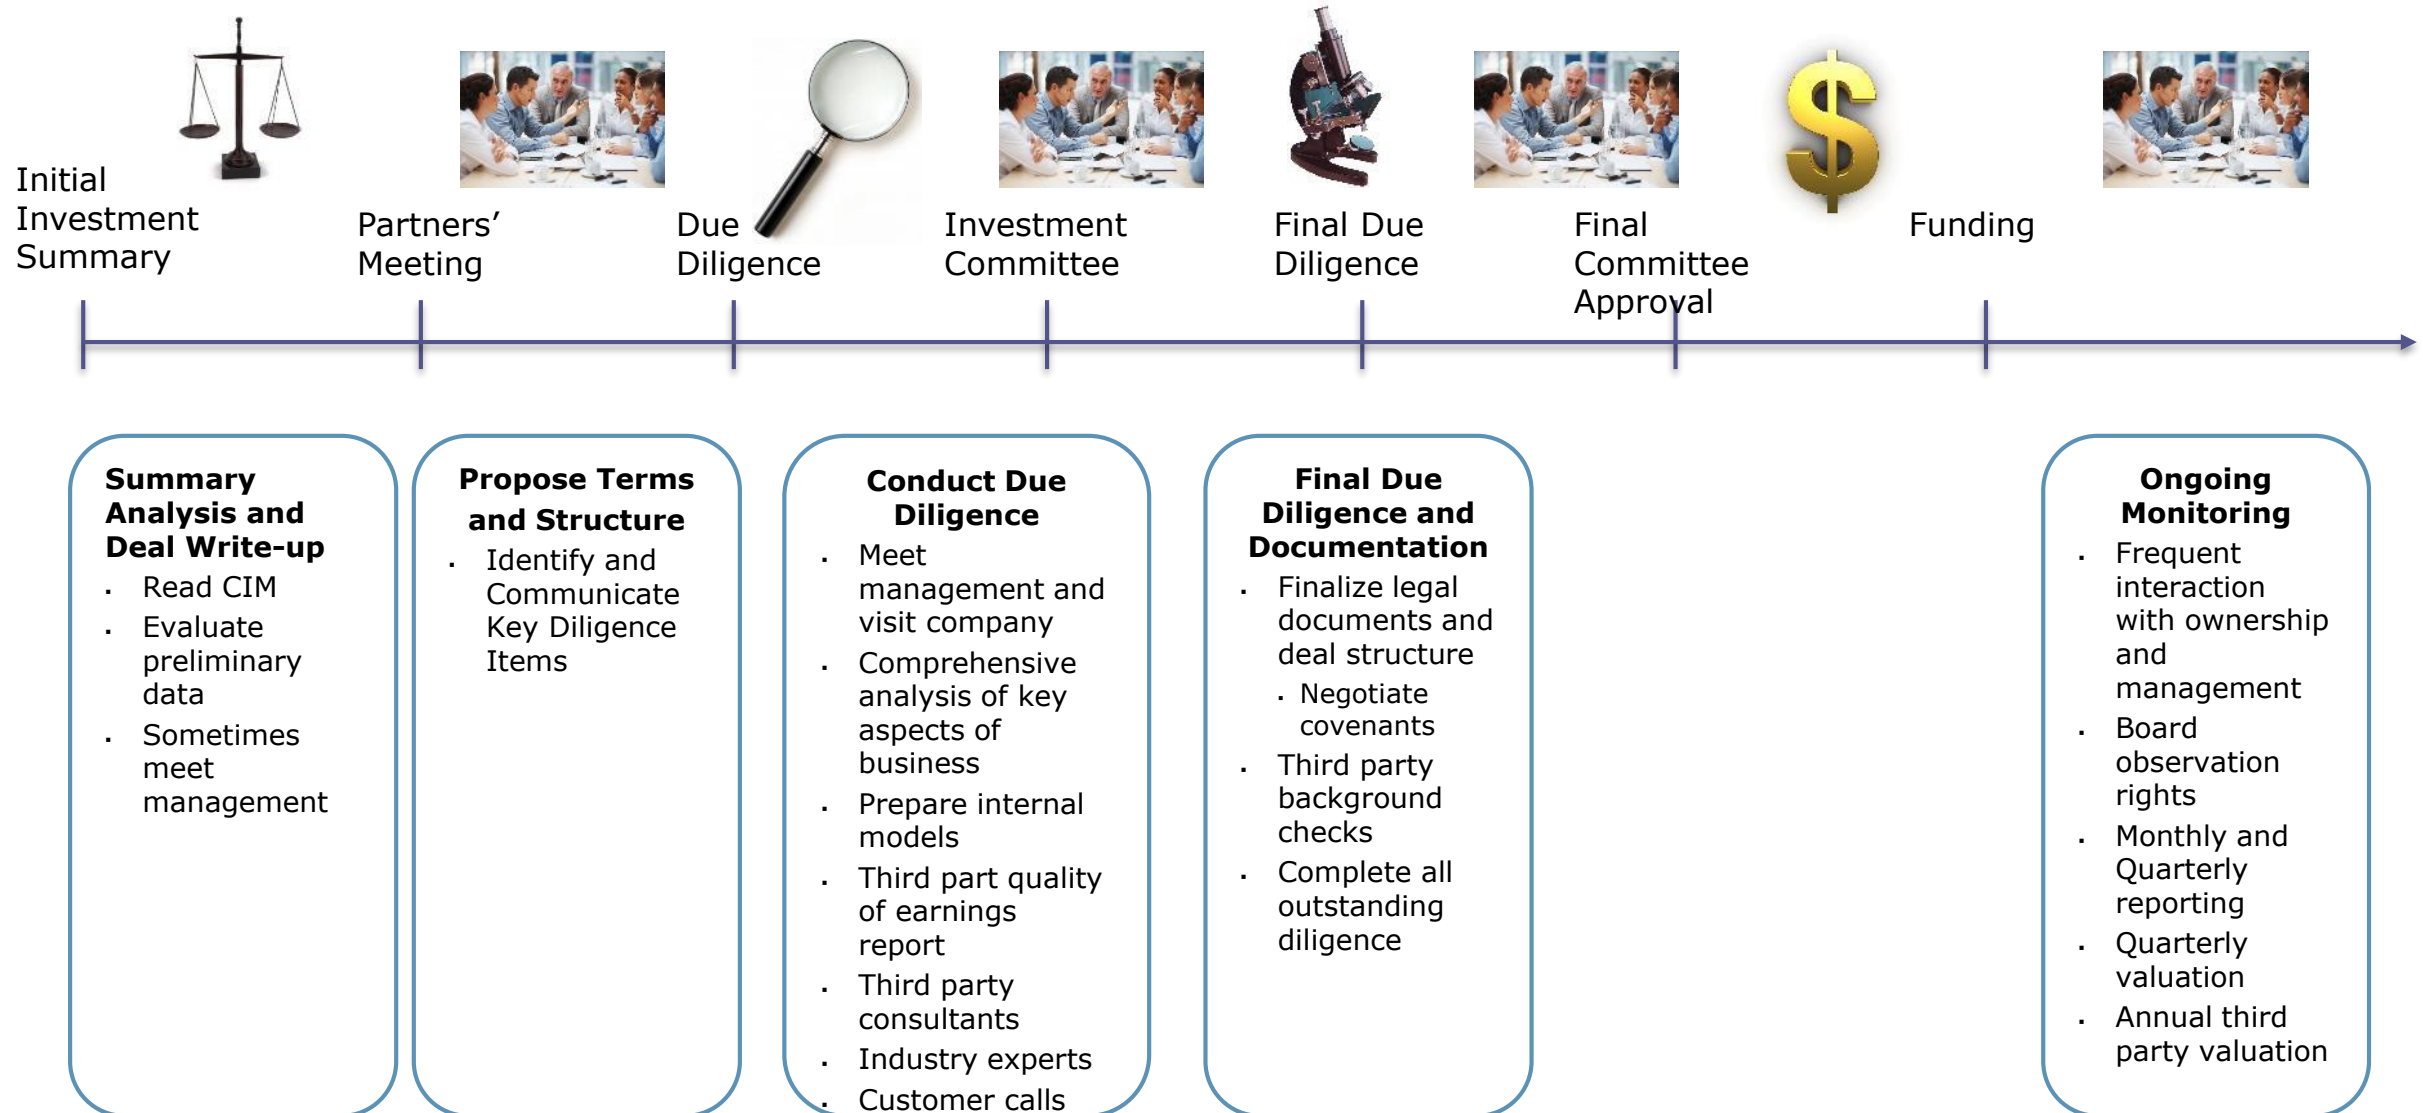 Initial
Investment
Summary
Partners’
Meeting
Due
Diligence
Investment
Committee
Final Due
Diligence
Final
Committee
Approval
Funding
Summary
Analysis and
Deal Write-up
▪ Read CIM
▪ Evaluate
preliminary
data
▪ Sometimes
meet
management
Propose Terms
and Structure
▪ Identify and
Communicate
Key Diligence
Items
Conduct Due
Diligence
▪ Meet
management and
visit company
▪ Comprehensive
analysis of key
aspects of
business
▪ Prepare internal
models
▪ Third part quality
of earnings
report
▪ Third party
consultants
▪ Industry experts
▪ Customer calls
Final Due
Diligence and
Documentation
▪ Finalize legal
documents and
deal structure
▪ Negotiate
covenants
▪ Third party
background
checks
▪ Complete all
outstanding
diligence
Ongoing
Monitoring
▪ Frequent
interaction
with ownership
and
management
▪ Board
observation
rights
▪ Monthly and
Quarterly
reporting
▪ Quarterly
valuation
▪ Annual third
party valuation